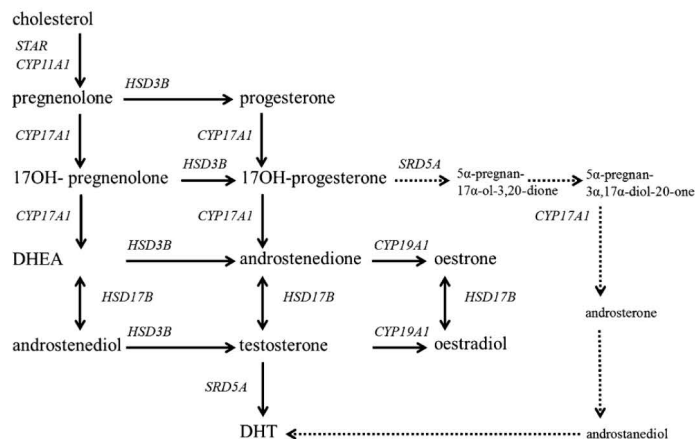 cholesterol
STAR
CYP11A1
HSD3B
pregnenolone progesterone
CYP17A1 CYP17A1
HSD3B SRD5A
17OH- pregnenolone 17OH-progesterone 5α-pregnan- 5α-pregnan-
17α-ol-3,20-dione 3α,17α-diol-20-one
CYP17A1 CYP17A1 CYP17A1
HSD3B CYP19A1
DHEA androstenedione oestrone
HSD17B HSD17B HSD17B
androsterone
HSD3B CYP19A1
androstenediol testosterone oestradiol
SRD5A
DHT androstanediol